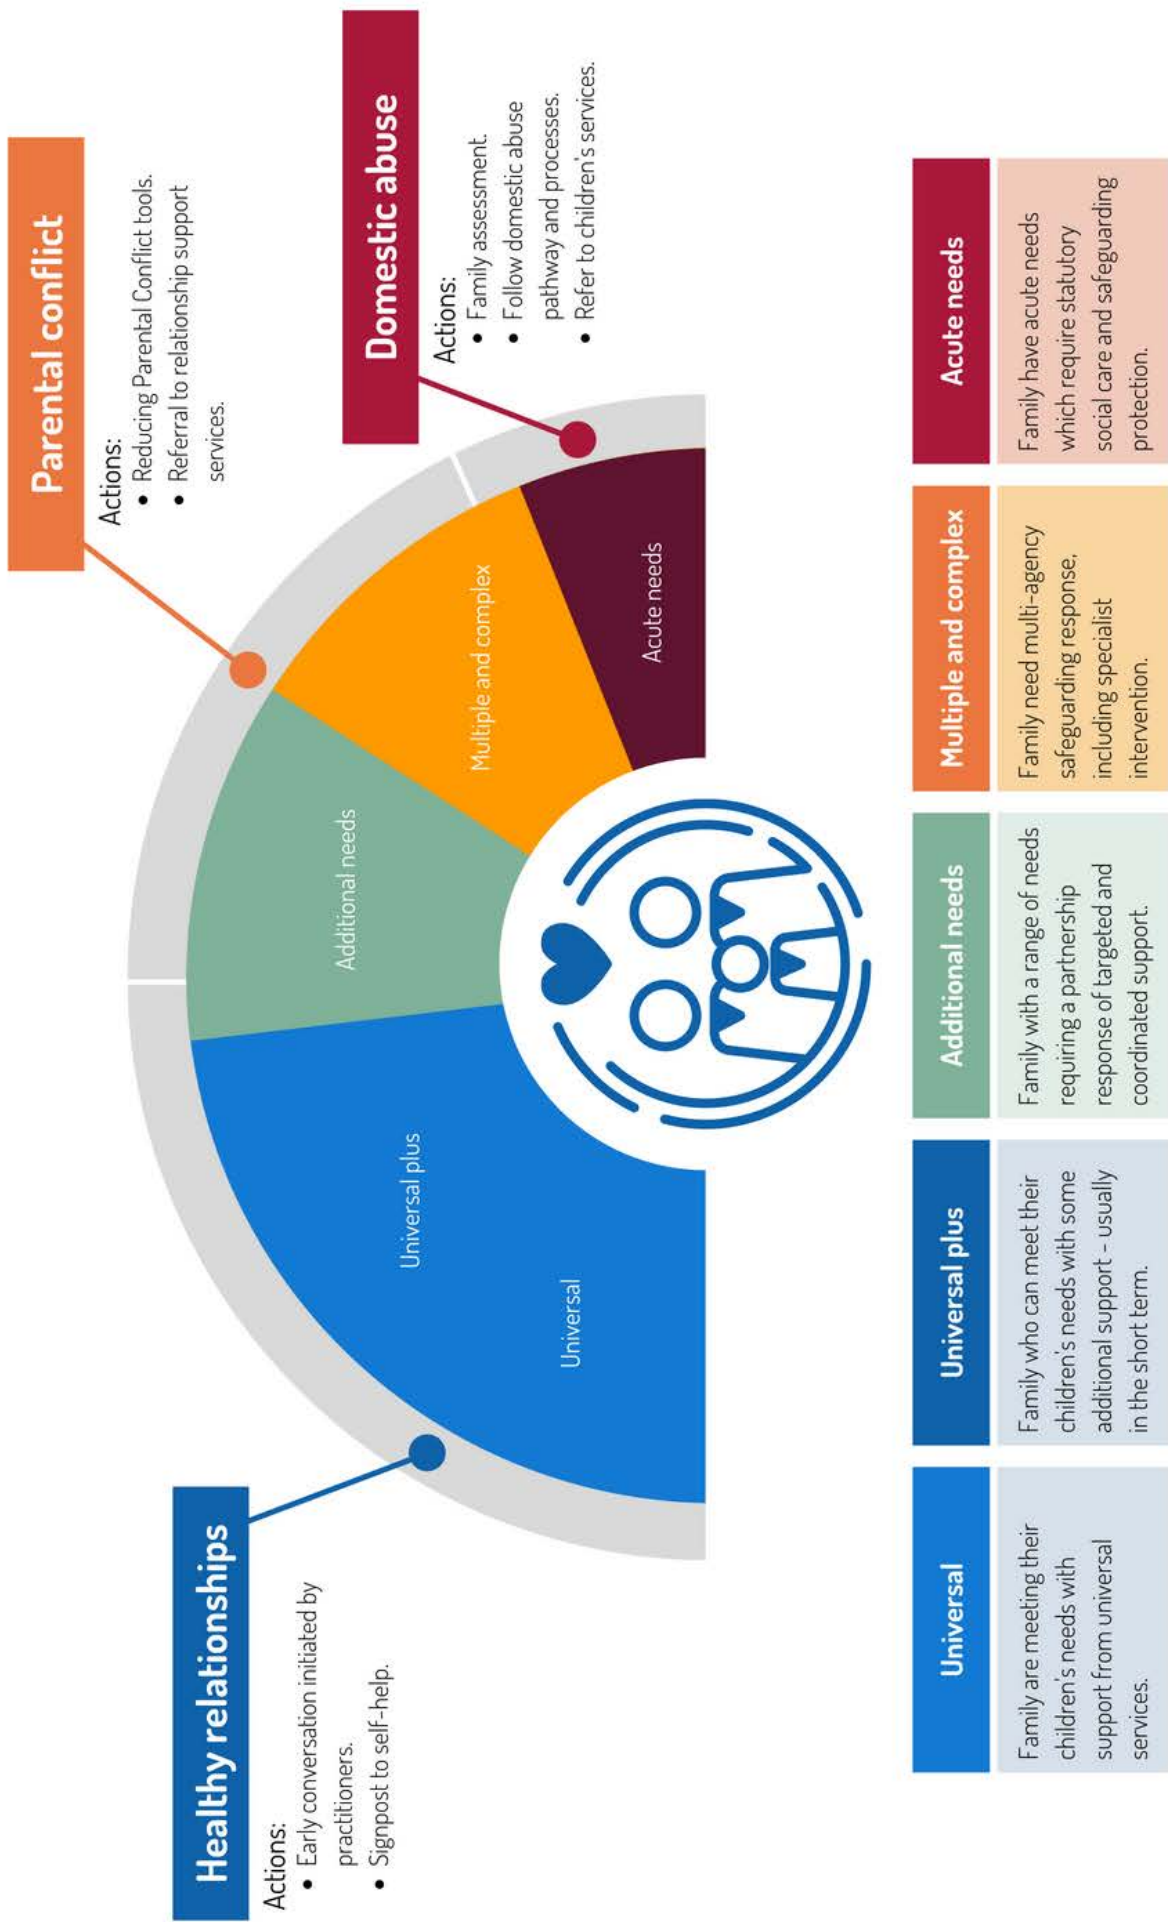 Healthy relationships
Actions:
• Early conversation initiated by
practitioners.
• Signpost to self-help.
Parental conflict
Actions:
• Reducing Parental Conflict tools.
• Referral to relationship support
services.
Domestic abuse
Actions:
• Family assessment.
• Follow domestic abuse
pathway and processes.
• Refer to children's services.
Universal
Universal plus
Additional needs
Multiple and complex
Acute needs
Universal
Family are meeting their
children's needs with
support from universal
services.
Universal plus
Family who can meet their
children's needs with some
additional support - usually
in the short term.
Additional needs
Family with a range of needs
requiring a partnership
response of targeted and
coordinated support.
Multiple and complex
Family need multi-agency
safeguarding response,
including specialist
intervention.
Acute needs
Family have acute needs
which require statutory
social care and safeguarding
protection.